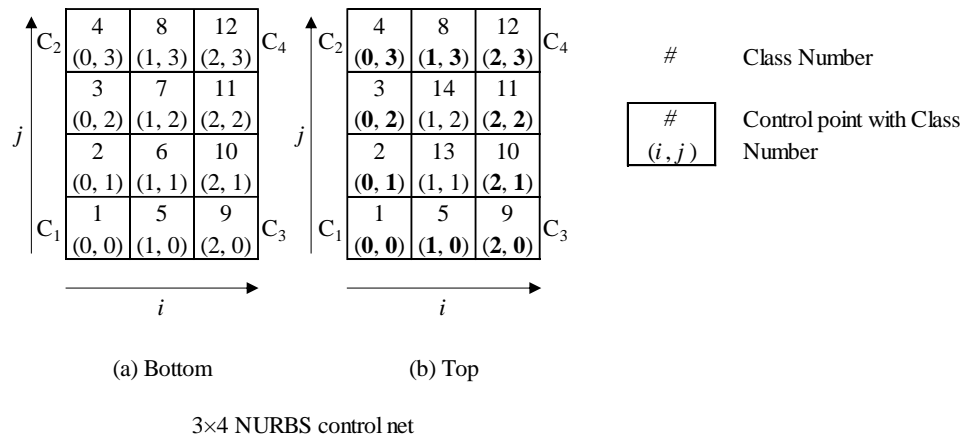 4 8 12
C2 (0, 3) (1, 3) (2, 3) C4
3 7 11
j (0, 2) (1, 2) (2, 2)
2 6 10
(0, 1) (1, 1) (2, 1)
1 5 9
C1 (0, 0) (1, 0) (2, 0) C3
i
(a) Bottom
4 8 12
C2 (0, 3) (1, 3) (2, 3) C4
3 14 11
j (0, 2) (1, 2) (2, 2)
2 13 10
(0, 1) (1, 1) (2, 1)
1 5 9
C1 (0, 0) (1, 0) (2, 0) C3
i
(b) Top
# Class Number
# Control point with Class
(i, j) Number
3×4 NURBS control net